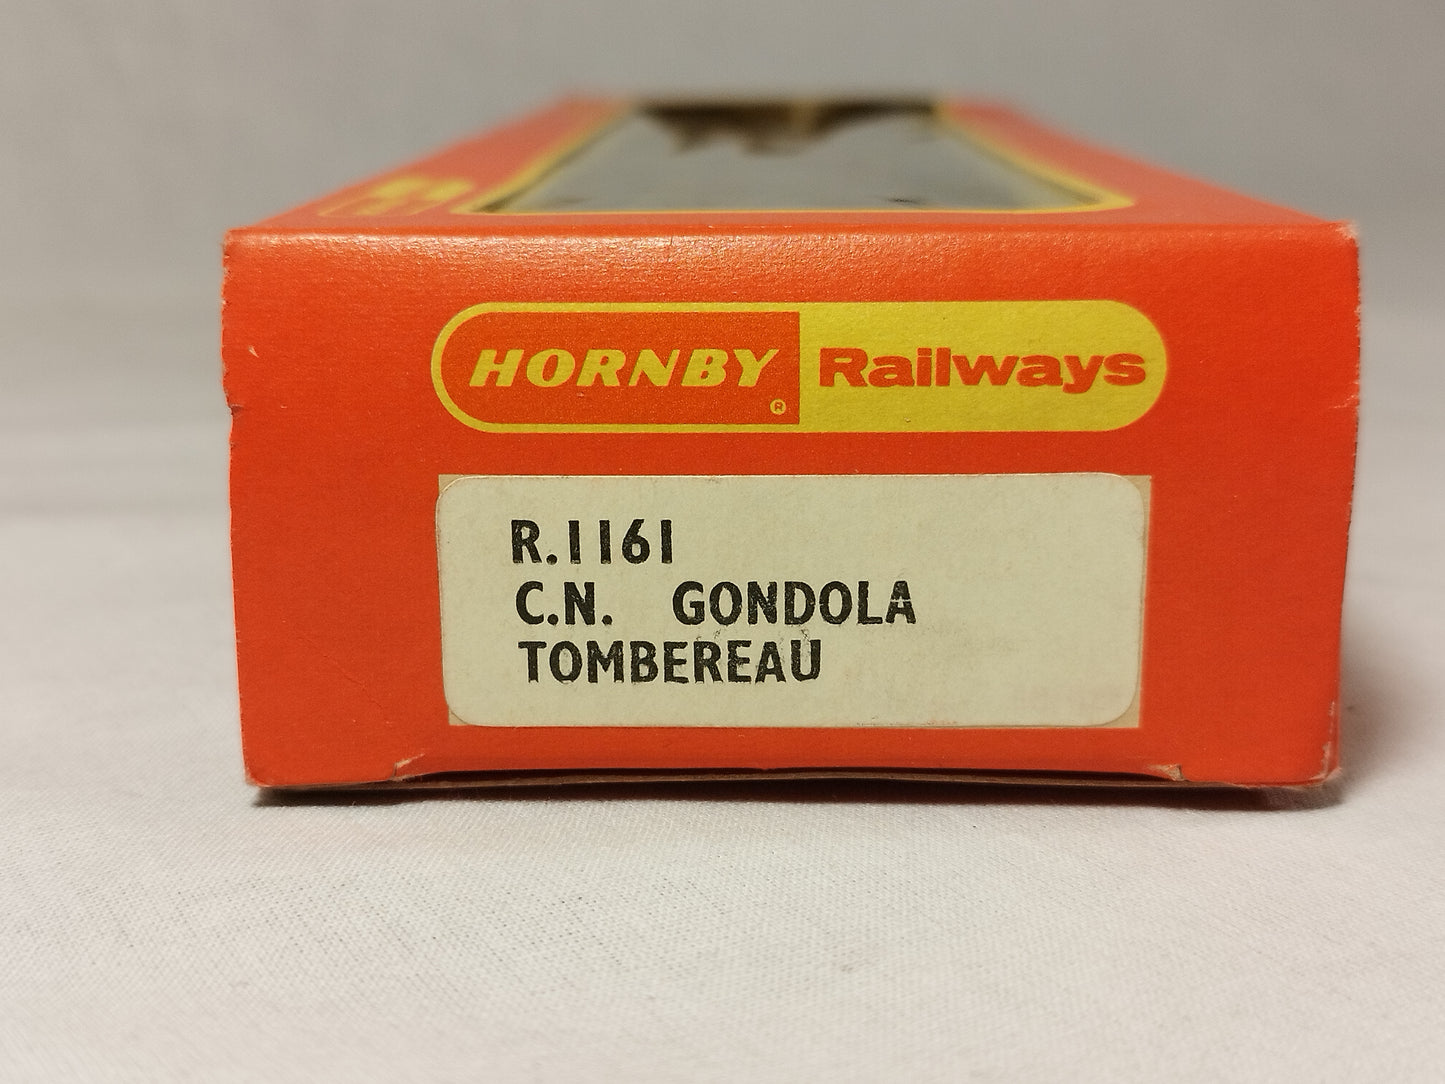 HORNBY® Railways
R.1161
C.N. GONDOLA
TOMBEREAU